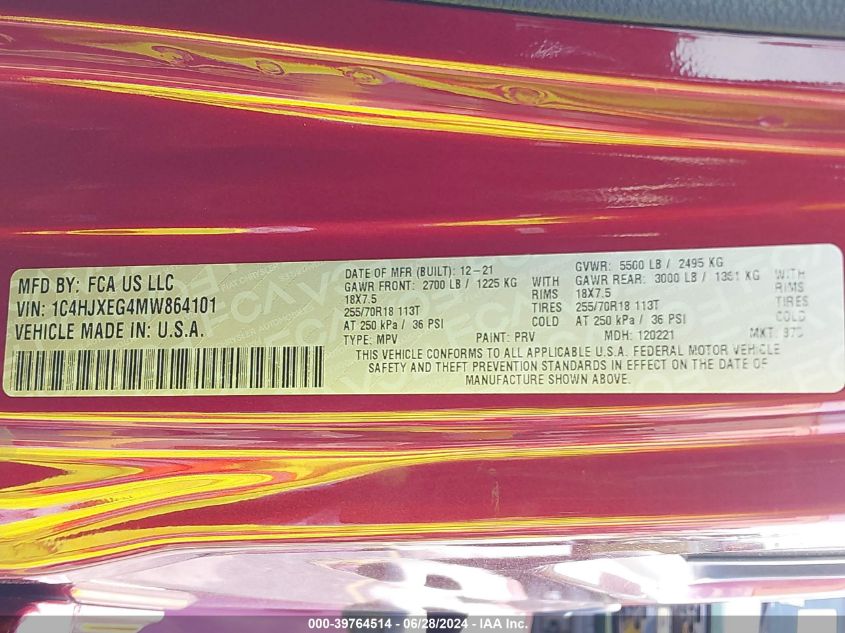 MFD BY: FCA US LLC
VIN: 1C4HJXEG4MW864101
VEHICLE MADE IN: U.S.A.
DATE OF MFR (BUILT): 12-21
GAWR FRONT: 2700 LB / 1225 KG WITH
18X7.5 RIMS
255/70R18 113T TIRES
AT 250 kPa / 36 PSI COLD
GVWR: 5500 LB / 2495 KG
GAWR REAR: 3000 LB / 1361 KG WITH
18X7.5 RIMS
255/70R18 113T TIRES
AT 250 kPa / 36 PSI COLD
TYPE: MPV PAINT: PRV MDH: 120221 MKT:
THIS VEHICLE CONFORMS TO ALL APPLICABLE U.S.A. FEDERAL MOTOR VEHICLE
SAFETY AND THEFT PREVENTION STANDARDS IN EFFECT ON THE DATE OF
MANUFACTURE SHOWN ABOVE.
000-39764514 - 06/28/2024 - IAA Inc.